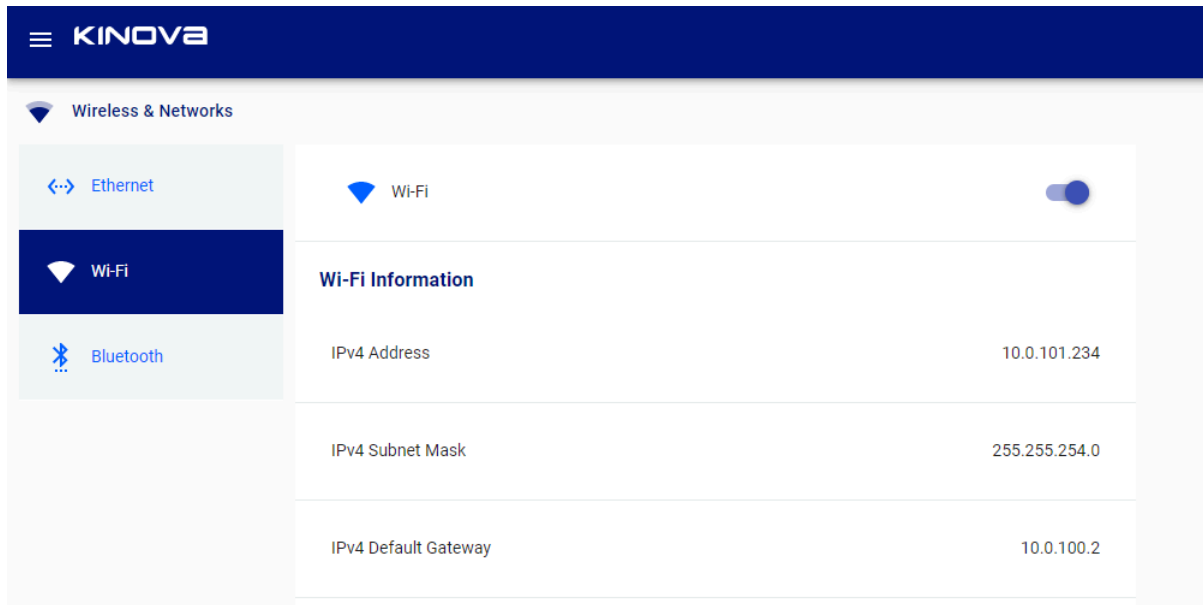 KINOVA
Wireless & Networks
Ethernet
Wi-Fi
Bluetooth
Wi-Fi
Wi-Fi Information
IPv4 Address 10.0.101.234
IPv4 Subnet Mask 255.255.254.0
IPv4 Default Gateway 10.0.100.2